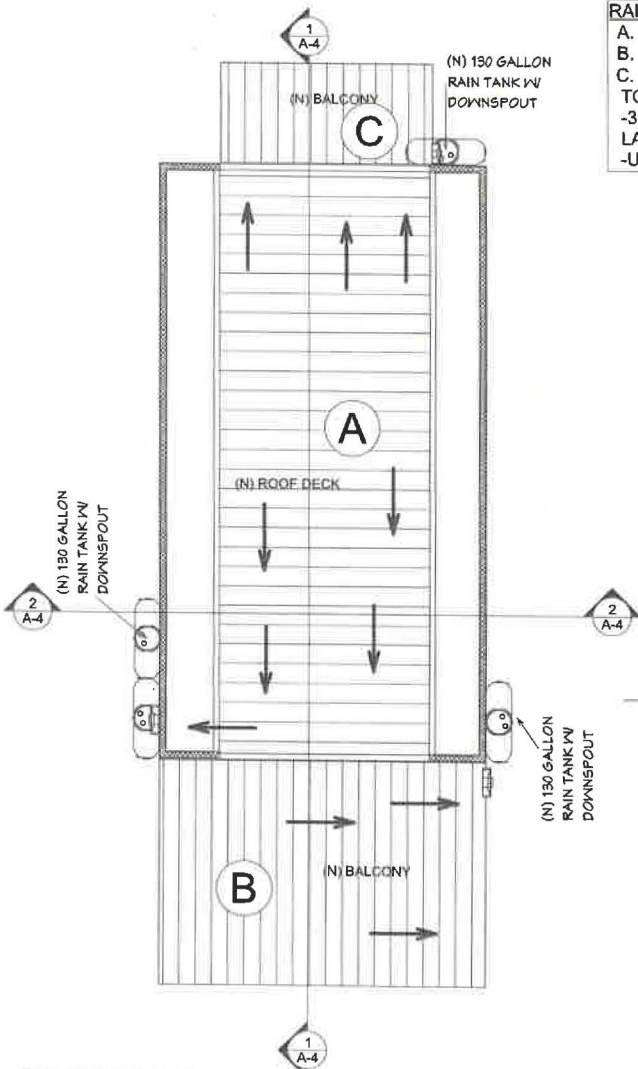 1
A-4
RAI
A.
B.
C.
TO
-3
LA
-U
(N) 130 GALLON
RAIN TANK W/
DOWNSPOUT
(N) BALCONY
C
A
(N) ROOF DECK
(N) 130 GALLON
RAIN TANK W/
DOWNSPOUT
2
A-4
2
A-4
(N) 130 GALLON
RAIN TANK W/
DOWNSPOUT
B
(N) BALCONY
1
A-4